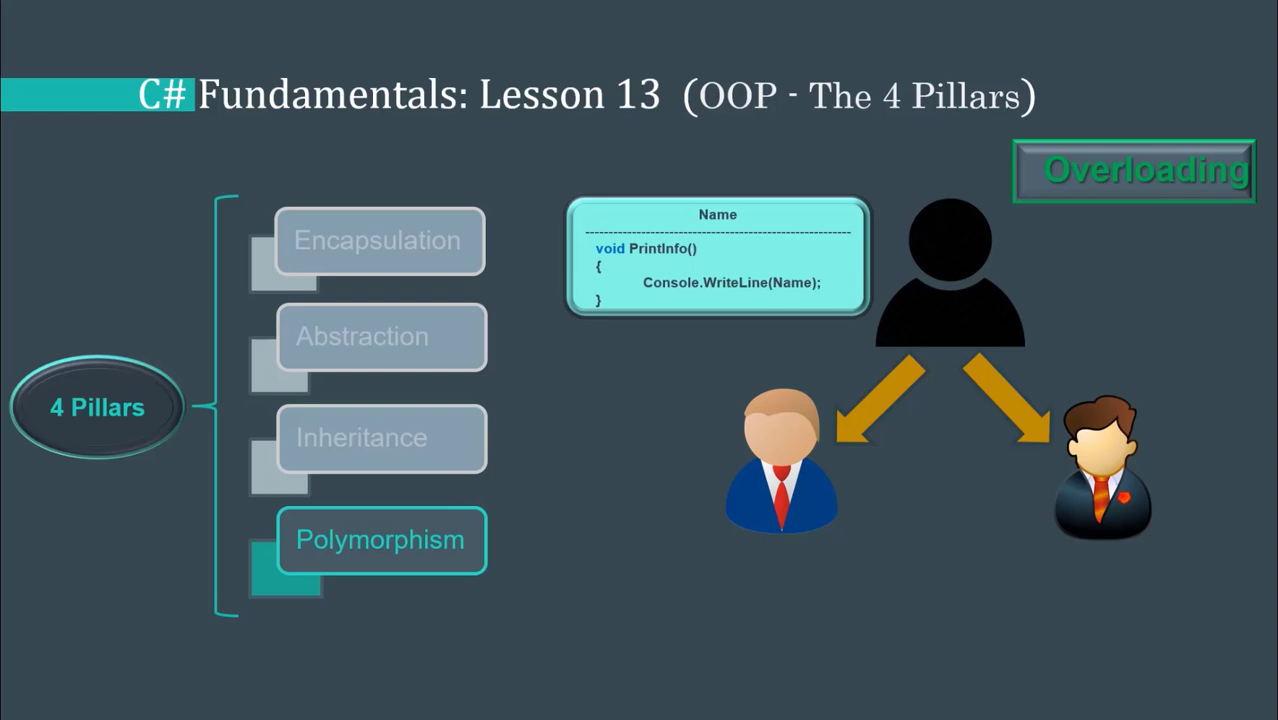 C# Fundamentals: Lesson 13 (OOP - The 4 Pillars)
Overloading
4 Pillars
Encapsulation
Abstraction
Inheritance
Polymorphism
Name
--------------------------------------------------------
void PrintInfo()
{
Console.WriteLine(Name);
}